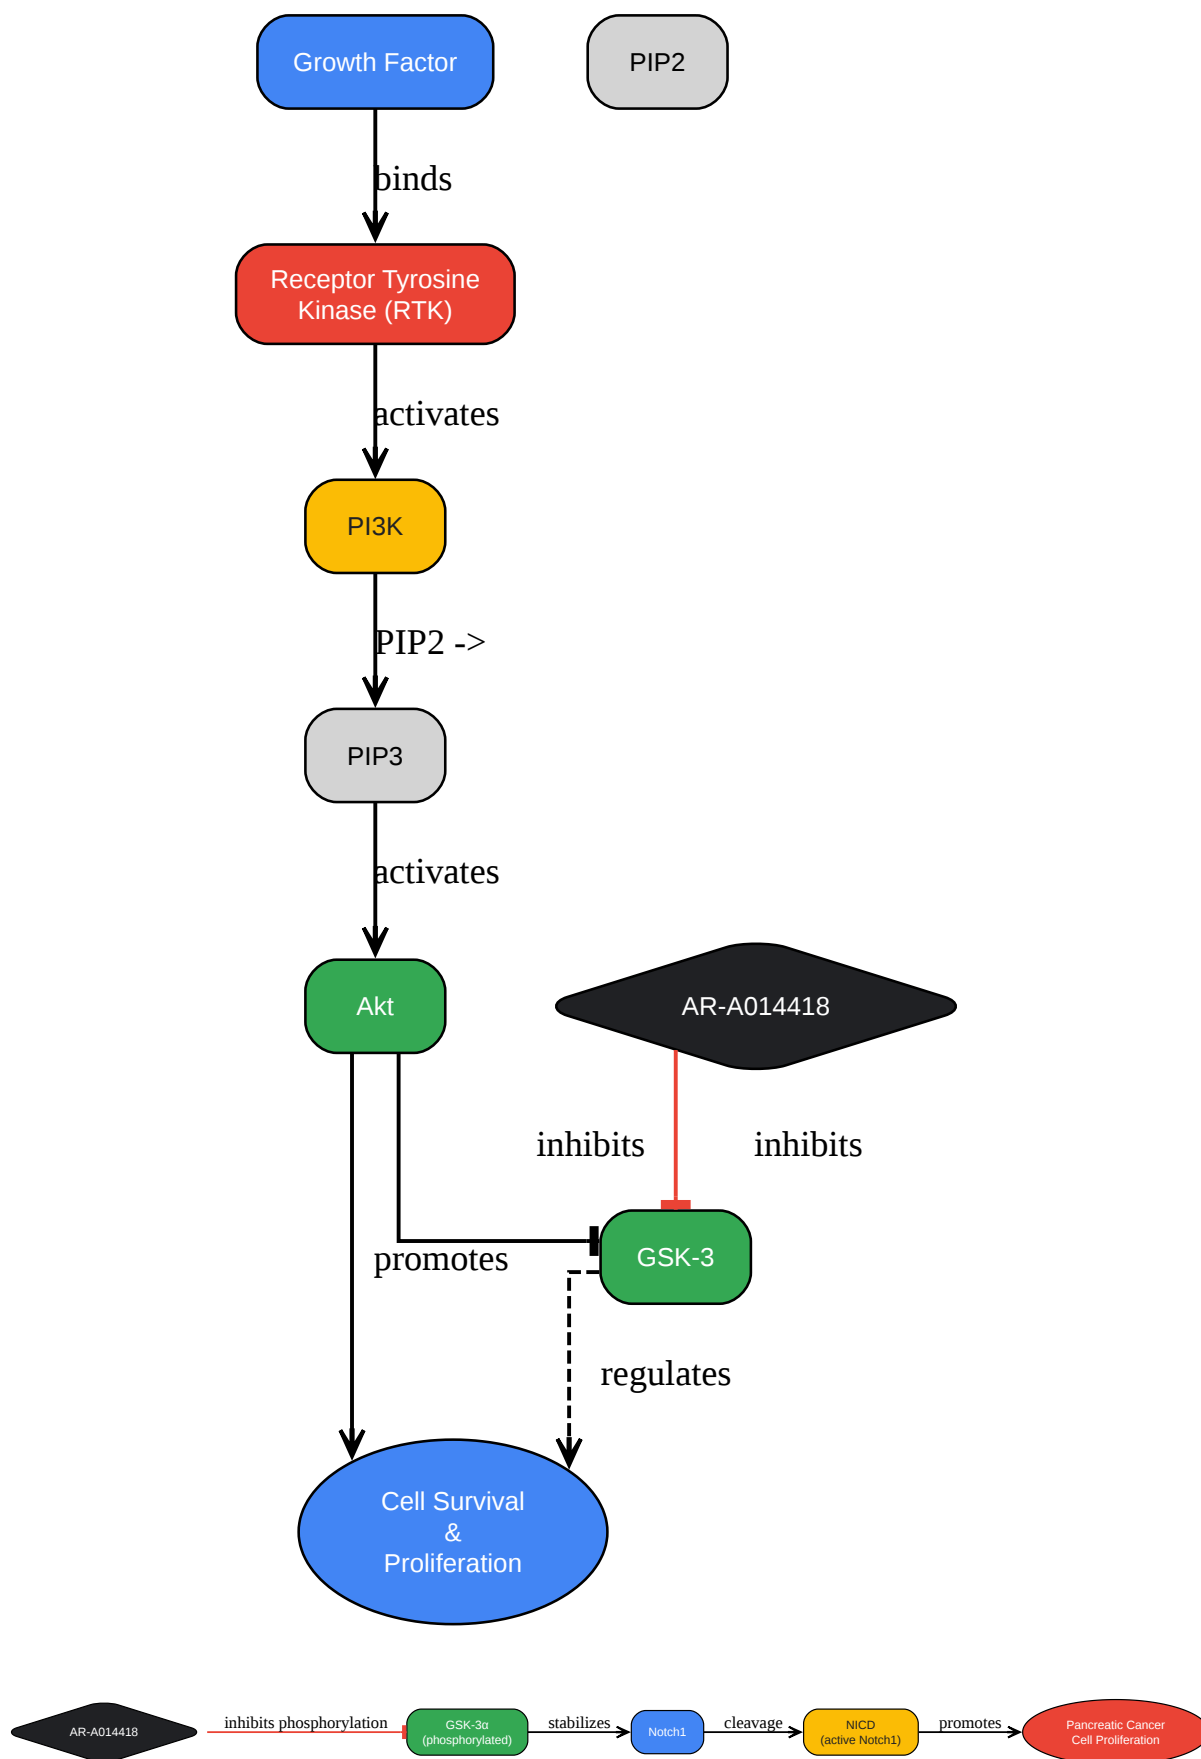 Growth Factor
PIP2
binds
Receptor Tyrosine
Kinase (RTK)
activates
PI3K
PIP2 ->
PIP3
activates
Akt
AR-A014418
inhibits
inhibits
promotes
GSK-3
regulates
Cell Survival
&
Proliferation
AR-A014418
inhibits phosphorylation
GSK-3α
(phosphorylated)
stabilizes
Notch1
cleavage
NICD
(active Notch1)
promotes
Pancreatic Cancer
Cell Proliferation